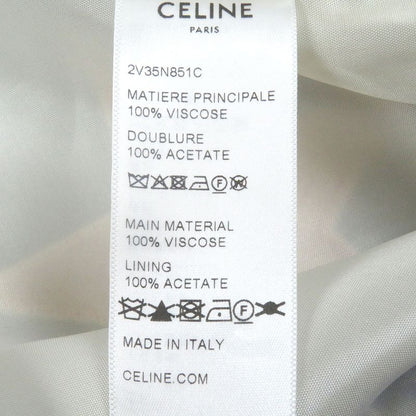 CELINE
PARIS
2V35N851C
MATIERE PRINCIPALE
100% VISCOSE
DOUBLURE
100% ACETATE
F W
MAIN MATERIAL
100% VISCOSE
LINING
100% ACETATE
F
MADE IN ITALY
CELINE.COM